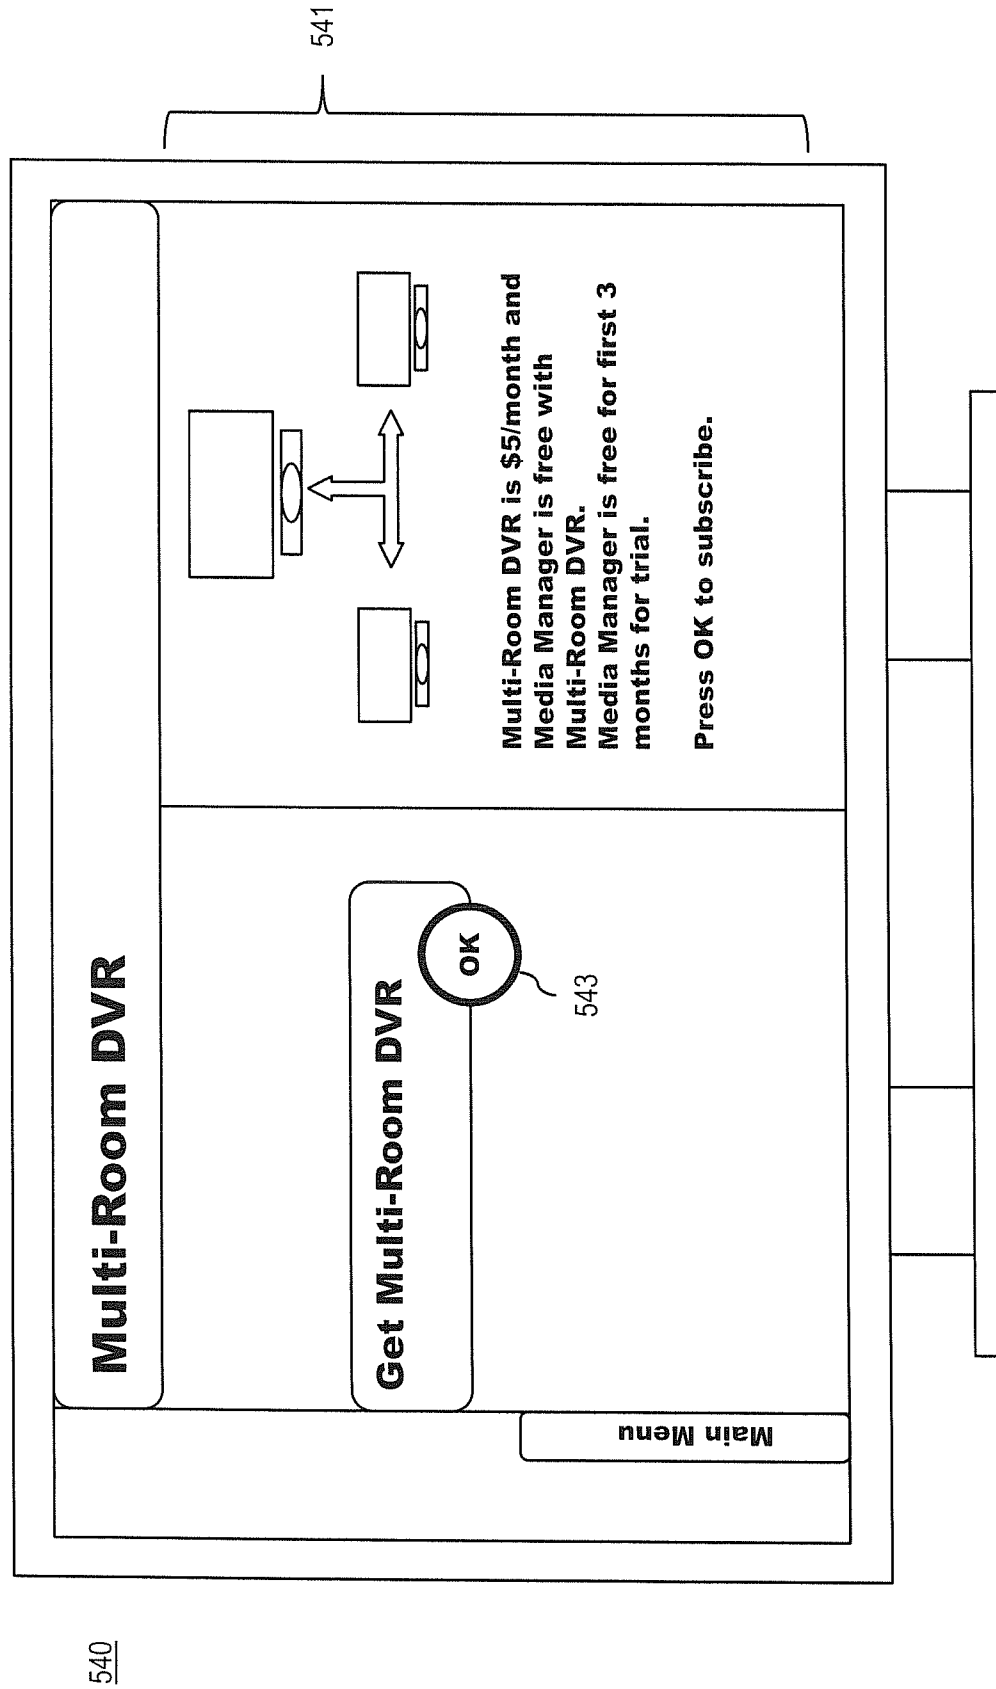 540
Multi-Room DVR
541
Get Multi-Room DVR
OK
543
Multi-Room DVR is $5/month and
Media Manager is free with
Multi-Room DVR.
Media Manager is free for first 3
months for trial.
Press OK to subscribe.
Main Menu